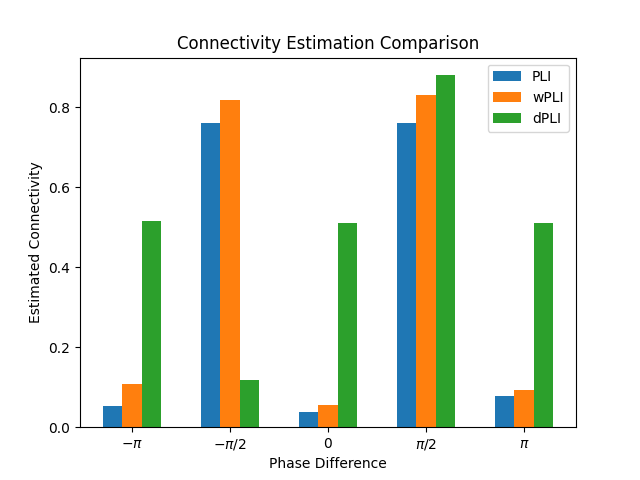 Connectivity Estimation Comparison
PLI
wPLI
dPLI
Estimated Connectivity
0.8
0.6
0.4
0.2
0.0
−π
−π/2
0
π/2
π
Phase Difference